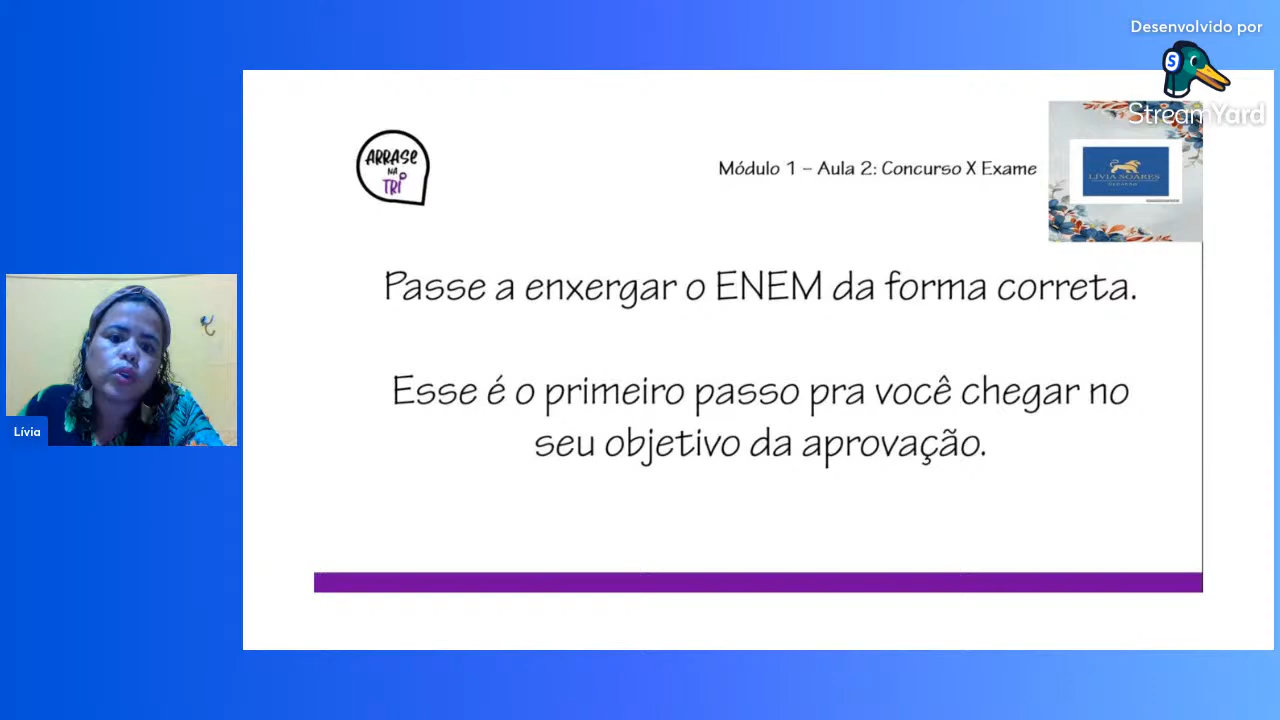 Desenvolvido por
StreamYard
ARRASE
NA
TRI
Módulo 1 – Aula 2: Concurso X Exame
LÍVIA SOARES
Passe a enxergar o ENEM da forma correta.
Esse é o primeiro passo pra você chegar no
seu objetivo da aprovação.
Lívia